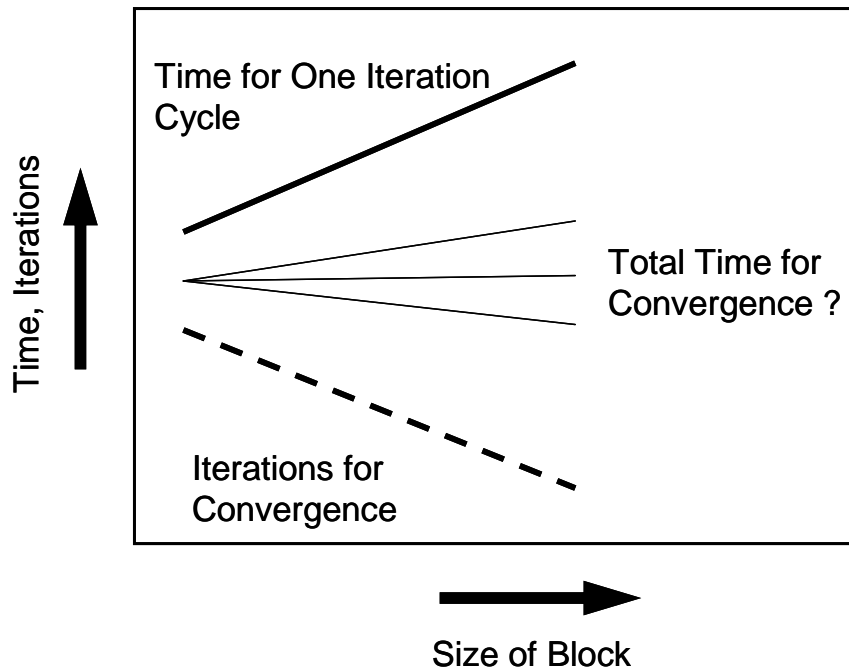 Time for One Iteration
Cycle
Time, Iterations
Total Time for
Convergence ?
Iterations for
Convergence
Size of Block